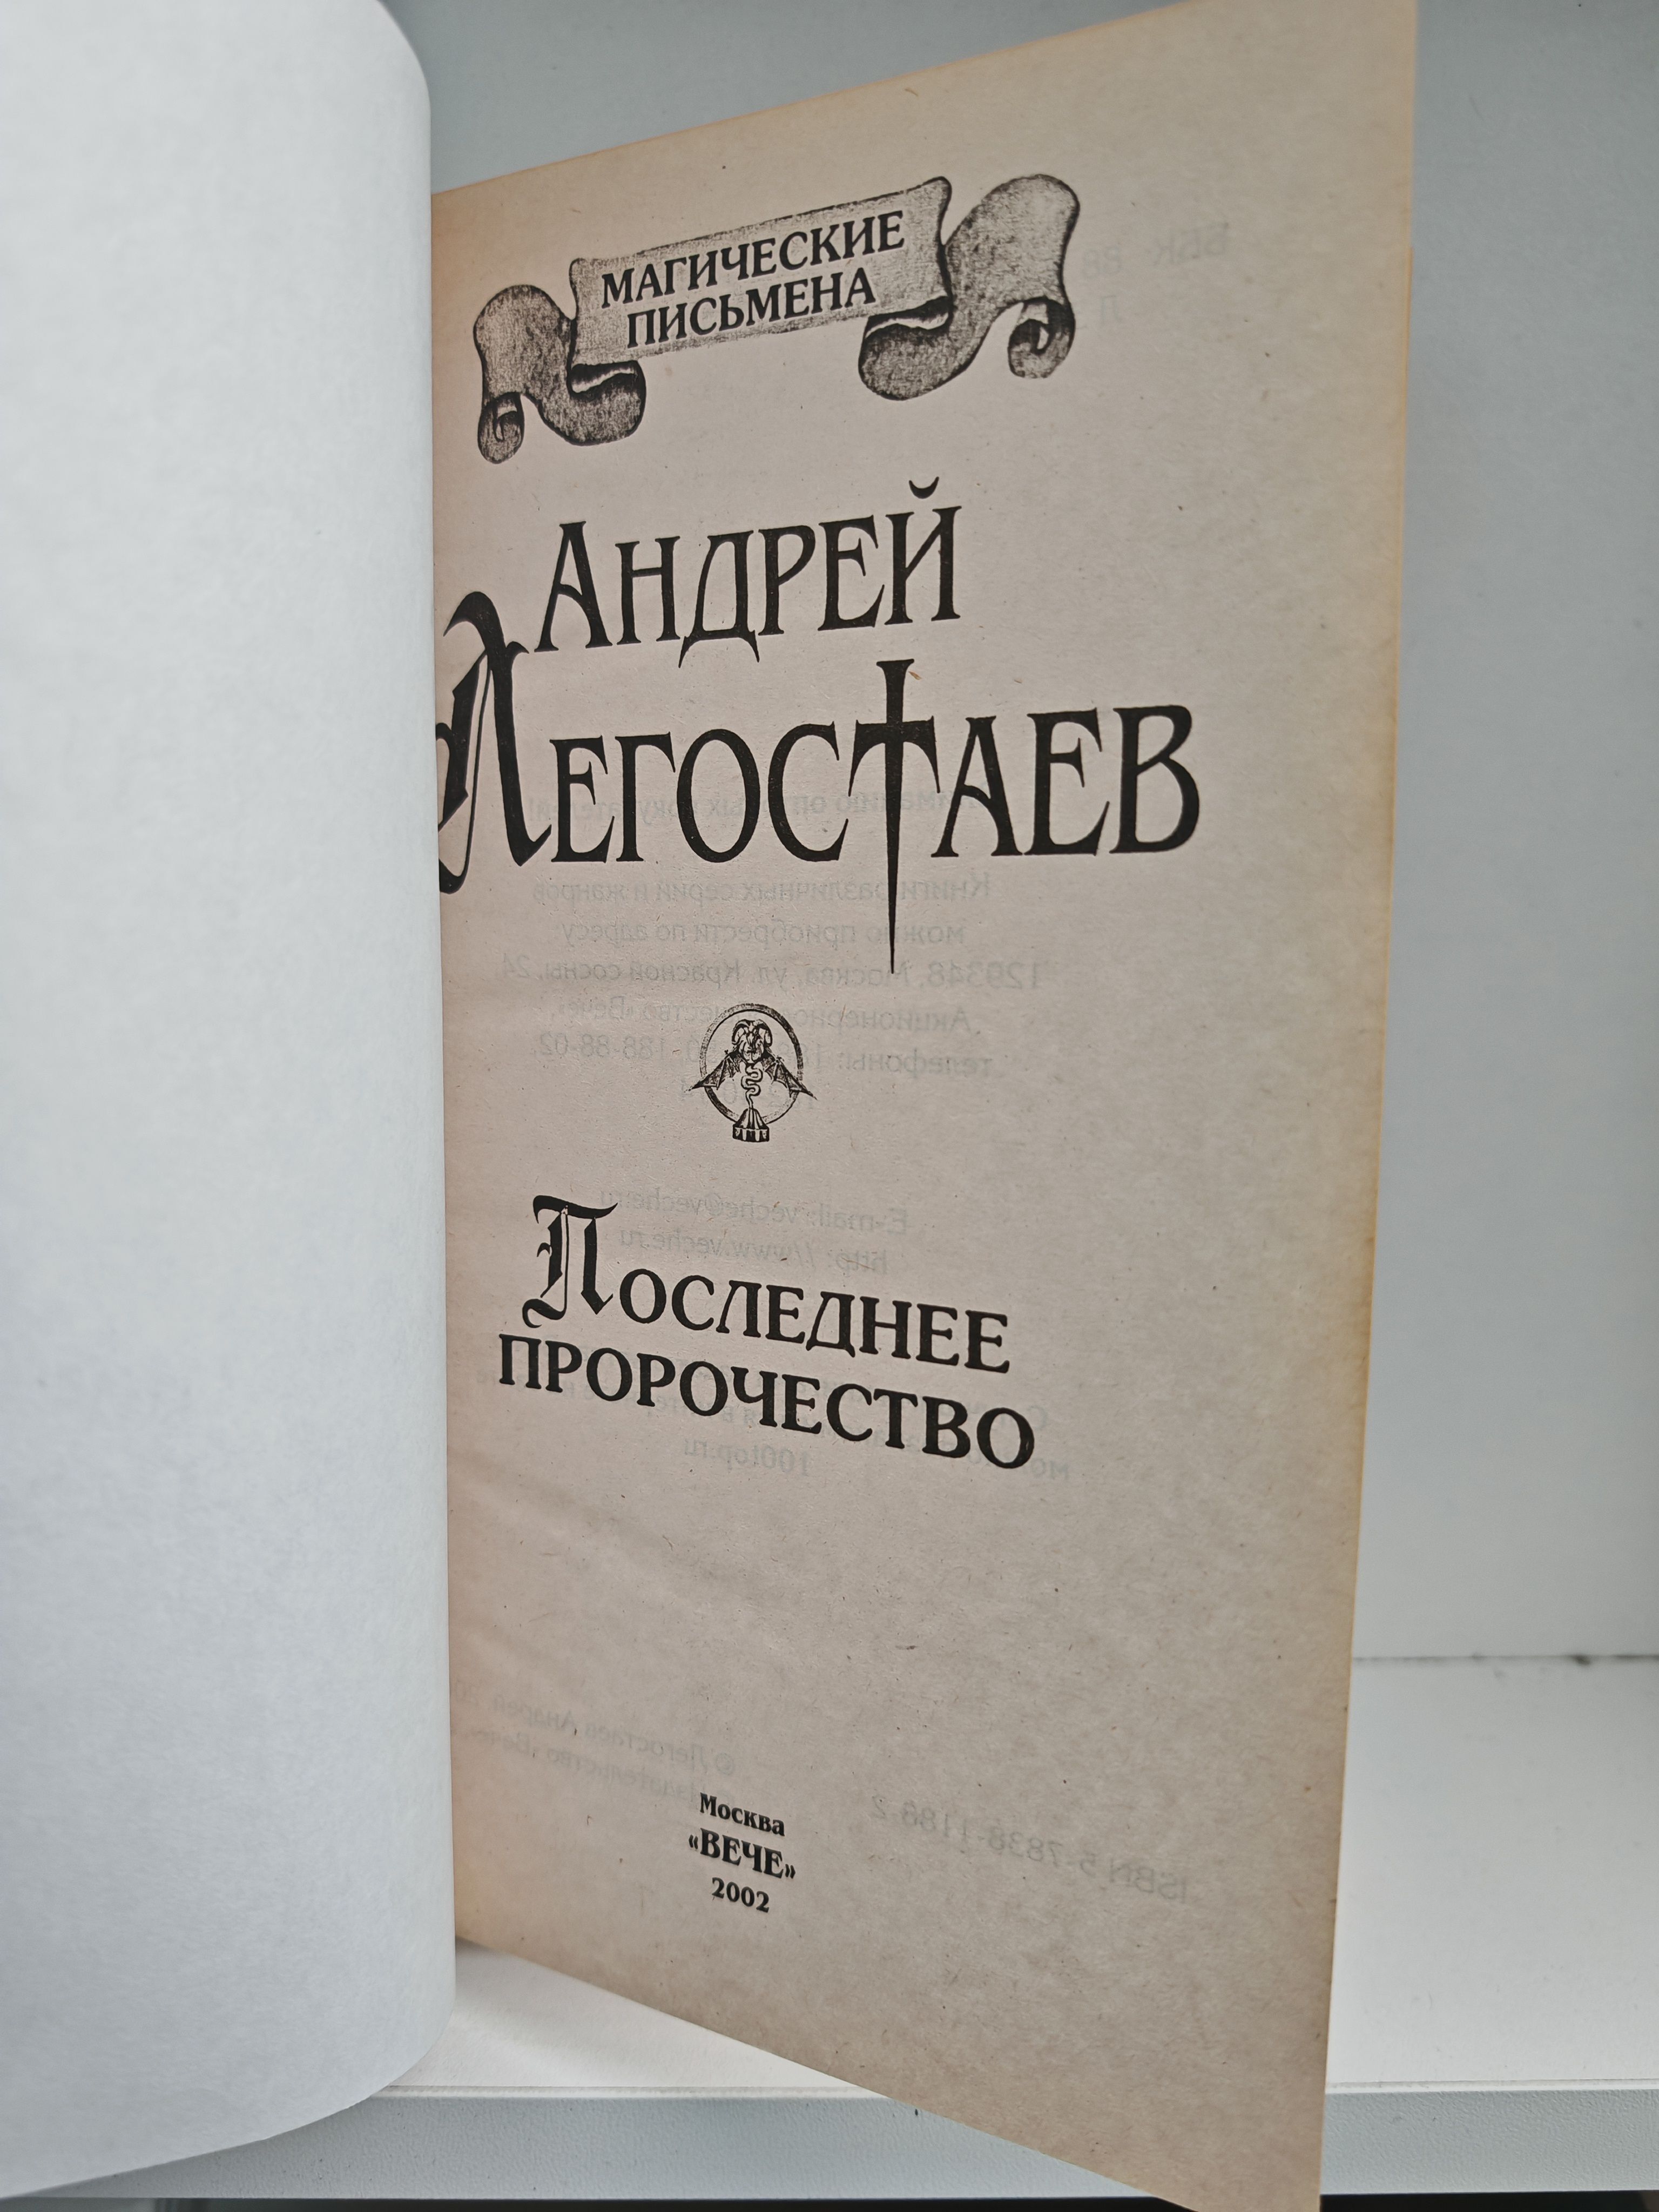 МАГИЧЕСКИЕ
ПИСЬМЕНА
АНДРЕЙ
ЛЕГОСТАЕВ
ПОСЛЕДНЕЕ
ПРОРОЧЕСТВО
Москва
«ВЕЧЕ»
2002